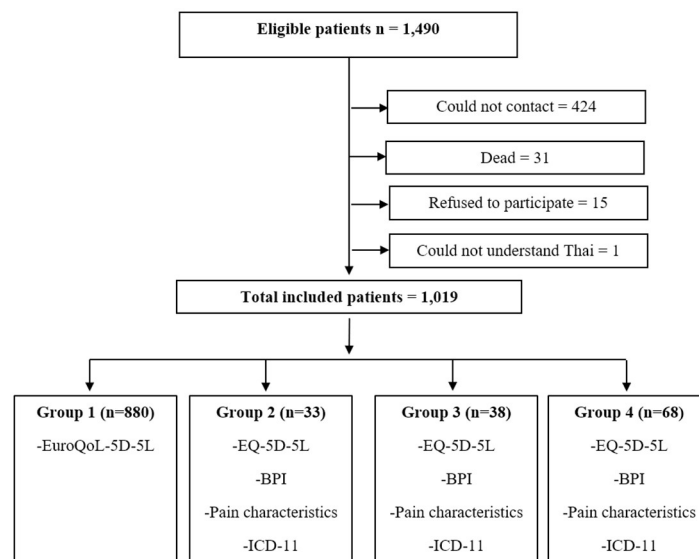 Eligible patients n = 1,490
Could not contact = 424
Dead = 31
Refused to participate = 15
Could not understand Thai = 1
Total included patients = 1,019
Group 1 (n=880)
-EuroQoL-5D-5L
Group 2 (n=33)
-EQ-5D-5L
-BPI
-Pain characteristics
-ICD-11
Group 3 (n=38)
-EQ-5D-5L
-BPI
-Pain characteristics
-ICD-11
Group 4 (n=68)
-EQ-5D-5L
-BPI
-Pain characteristics
-ICD-11